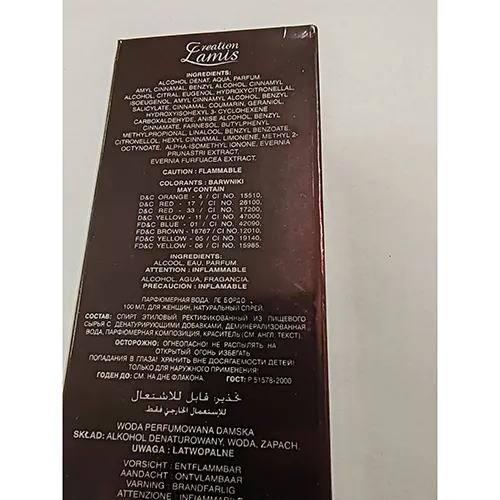 Creation
Lamis
INGREDIENTS:
ALCOHOL DENAT, AQUA, PARFUM
AMYL CINNAMAL, BENZYL ALCOHOL, CINNAMYL
ALCOHOL, CITRAL, EUGENOL, HYDROXYCITRONELLAL,
ISOEUGENOL, AMYL CINNAMYL ALCOHOL, BENZYL
SALICYLATE, CINNAMAL, COUMARIN, GERANIOL,
HYDROXYISOHEXYL 3- CYCLOHEXENE
CARBOXALDEHYDE, ANISE ALCOHOL, BENZYL
CINNAMATE, FARNESOL, BUTYLPHENYL
METHYLPROPIONAL, LINALOOL, BENZYL BENZOATE,
CITRONELLOL, HEXYL CINNAMAL, LIMONENE, METHYL 2-
OCTYNOATE, ALPHA-ISOMETHYL IONONE, EVERNIA
PRUNASTRI EXTRACT,
EVERNIA FURFUACEA EXTRACT.
CAUTION : FLAMMABLE
COLORANTS : BARWNIKI
MAY CONTAIN
D&C ORANGE - 4 / CI NO. 15510,
D&C RED - 17 / CI NO. 26100,
D&C RED - 33 / CI NO. 17200,
D&C YELLOW - 11 / CI NO. 47000,
FD&C BLUE - 01 / CI NO. 42090,
FD&C BROWN - 16767 / CI NO.12010,
FD&C YELLOW - 05 / CI NO. 19140,
FD&C YELLOW - 06 / CI NO. 15985.
INGREDIENTS:
ALCOOL, EAU, PARFUM.
ATTENTION : INFLAMMABLE
ALCOHOL, AGUA, FRAGANCIA.
PRECAUCION : INFLAMABLE
ПАРФЮМЕРНАЯ ВОДА: ЛЕ БОРДО
100 МЛ, ДЛЯ ЖЕНЩИН, НАТУРАЛЬНЫЙ СПРЕЙ.
СОСТАВ: СПИРТ ЭТИЛОВЫЙ РЕКТИФИКОВАННЫЙ ИЗ ПИЩЕВОГО
СЫРЬЯ С ДЕНАТУРИРУЮЩИМИ ДОБАВКАМИ, ДЕМИНЕРАЛИЗОВАННАЯ
ВОДА, ПАРФЮМЕРНАЯ КОМПОЗИЦИЯ, КРАСИТЕЛЬ (СМ. АНГЛ. ТЕКСТ).
ОСТОРОЖНО: ОГНЕОПАСНО! НЕ РАСПЫЛЯТЬ НА
ОТКРЫТЫЙ ОГОНЬ ИЗБЕГАТЬ
ПОПАДАНИЯ В ГЛАЗА! ХРАНИТЬ ВНЕ ДОСЯГАЕМОСТИ ДЕТЕЙ!
ТОЛЬКО ДЛЯ НАРУЖНОГО ПРИМЕНЕНИЯ!
ГОДЕН ДО: СМ. НА ДНЕ ФЛАКОНА. ГОСТ: Р 51578-2000
تحذير: قابل للاشتعال
للإستعمال الخارجي فقط
WODA PERFUMOWANA DAMSKA
SKŁAD: ALKOHOL DENATUROWANY, WODA, ZAPACH.
UWAGA : LATWOPALNE
VORSICHT : ENTFLAMMBAR
AANDACHT : ONTVLAMBAAR
VARNING : BRANDFARLIG
ATTENZIONE : INFIAMMABILE